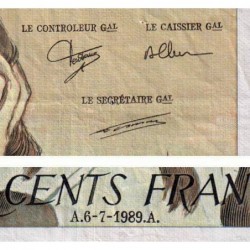 LE CONTROLEUR GAL LE CAISSIER GAL
LE SECRÉTAIRE GAL
CENTS FRAN
A.6-7-1989.A.